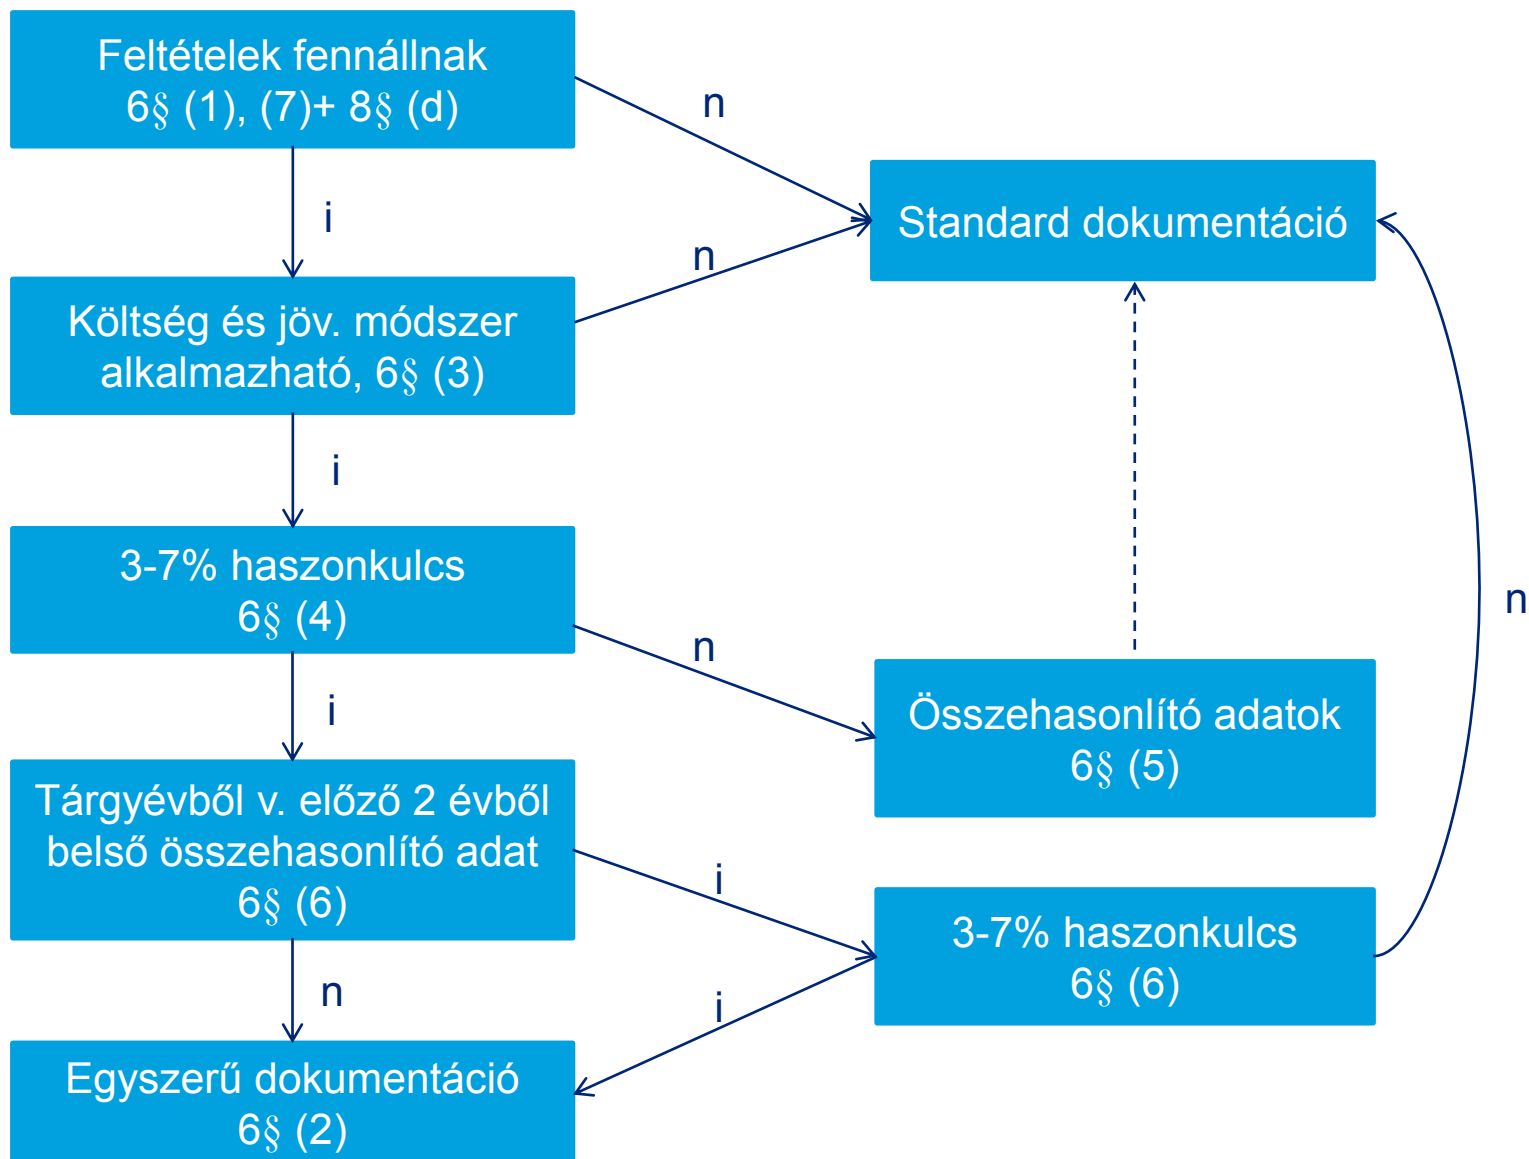 Feltételek fennállnak
6§ (1), (7)+ 8§ (d)
n
i
Standard dokumentáció
n
Költség és jöv. módszer
alkalmazható, 6§ (3)
i
3-7% haszonkulcs
6§ (4)
n
n
i
Összehasonlító adatok
6§ (5)
Tárgyévből v. előző 2 évből
belső összehasonlító adat
6§ (6)
i
3-7% haszonkulcs
6§ (6)
n
i
Egyszerű dokumentáció
6§ (2)